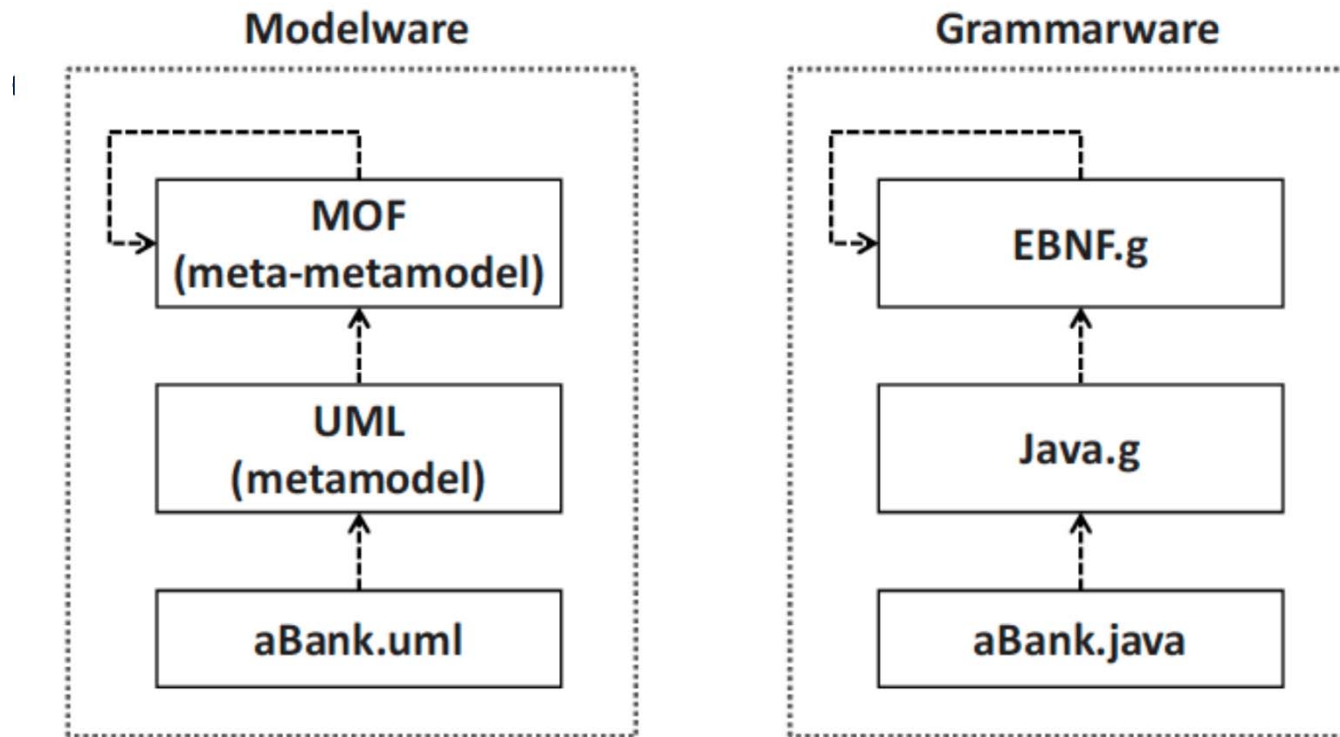 Modelware
Grammarware
MOF
(meta-metamodel)
EBNF.g
UML
(metamodel)
Java.g
aBank.uml
aBank.java